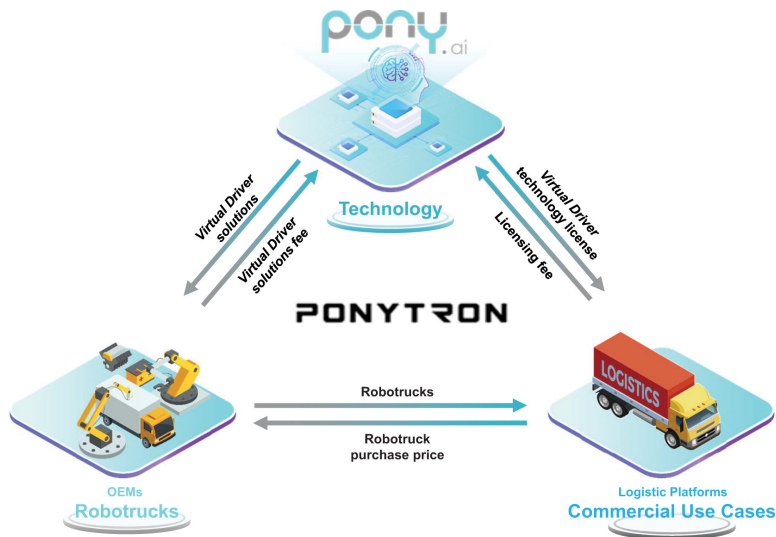 pony.ai
Technology
Virtual Driver
solutions
Virtual Driver
solutions fee
Virtual Driver
technology license
Licensing fee
PONYTRON
LOGISTICS
Robotrucks
Robotruck
purchase price
OEMs
Robotrucks
Logistic Platforms
Commercial Use Cases